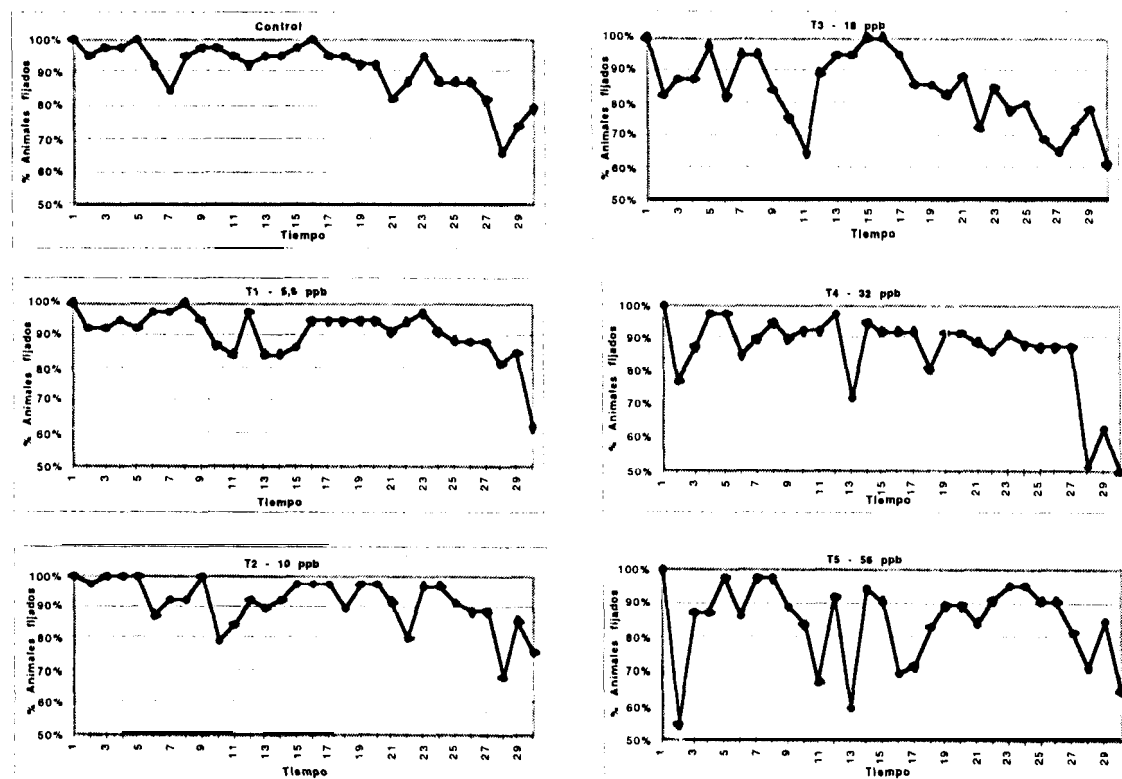 Control
% Animales fijados
100%
90%
80%
70%
60%
50%
1 3 5 7 9 11 13 15 17 19 21 23 25 27 29
Tiempo
T1 - 5,6 ppb
% Animales fijados
100%
90%
80%
70%
60%
50%
1 3 5 7 9 11 13 15 17 19 21 23 25 27 29
Tiempo
T2 - 10 ppb
% Animales fijados
100%
90%
80%
70%
60%
50%
1 3 5 7 9 11 13 15 17 19 21 23 25 27 29
Tiempo
T3 - 18 ppb
% Animales fijados
100%
90%
80%
70%
60%
50%
1 3 5 7 9 11 13 15 17 19 21 23 25 27 29
Tiempo
T4 - 32 ppb
% Animales fijados
100%
90%
80%
70%
60%
50%
1 3 5 7 9 11 13 15 17 19 21 23 25 27 29
Tiempo
T5 - 56 ppb
% Animales fijados
100%
90%
80%
70%
60%
50%
1 3 5 7 9 11 13 15 17 19 21 23 25 27 29
Tiempo